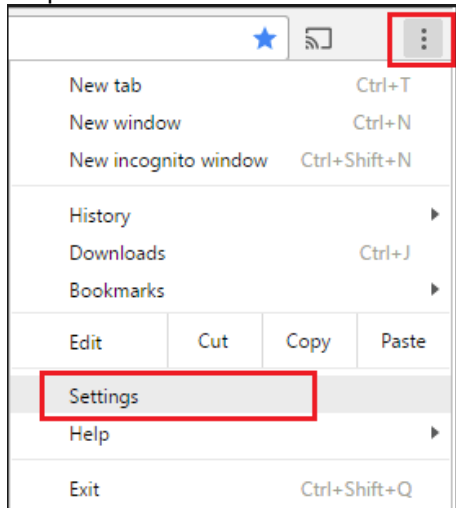 New tab Ctrl+T
New window Ctrl+N
New incognito window Ctrl+Shift+N
History
Downloads Ctrl+J
Bookmarks
Edit Cut Copy Paste
Settings
Help
Exit Ctrl+Shift+Q